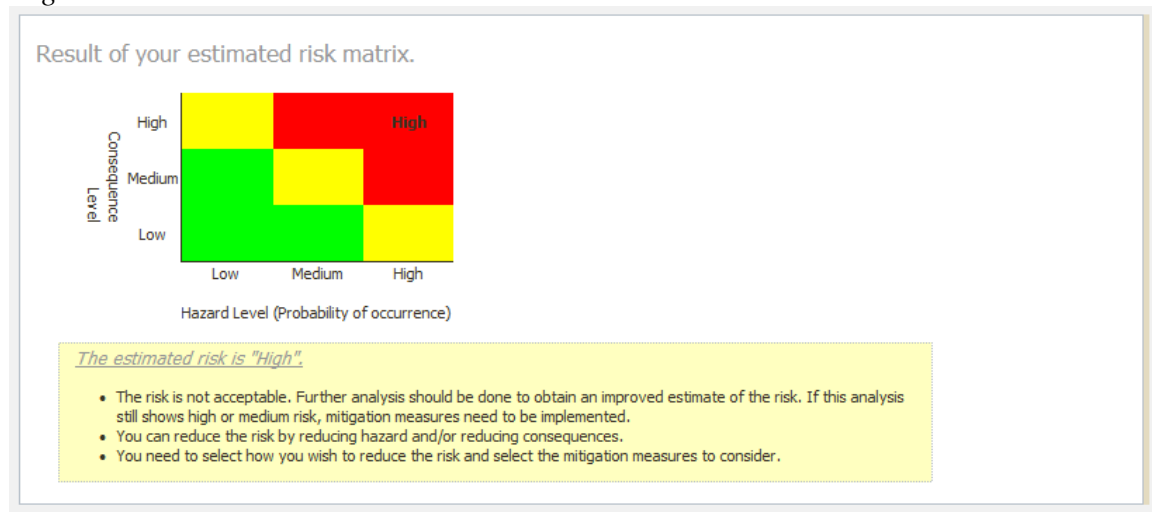 Result of your estimated risk matrix.
High
High
Consequence
Level
Medium
Low
Low Medium High
Hazard Level (Probability of occurrence)
The estimated risk is "High".
• The risk is not acceptable. Further analysis should be done to obtain an improved estimate of the risk. If this analysis
still shows high or medium risk, mitigation measures need to be implemented.
• You can reduce the risk by reducing hazard and/or reducing consequences.
• You need to select how you wish to reduce the risk and select the mitigation measures to consider.